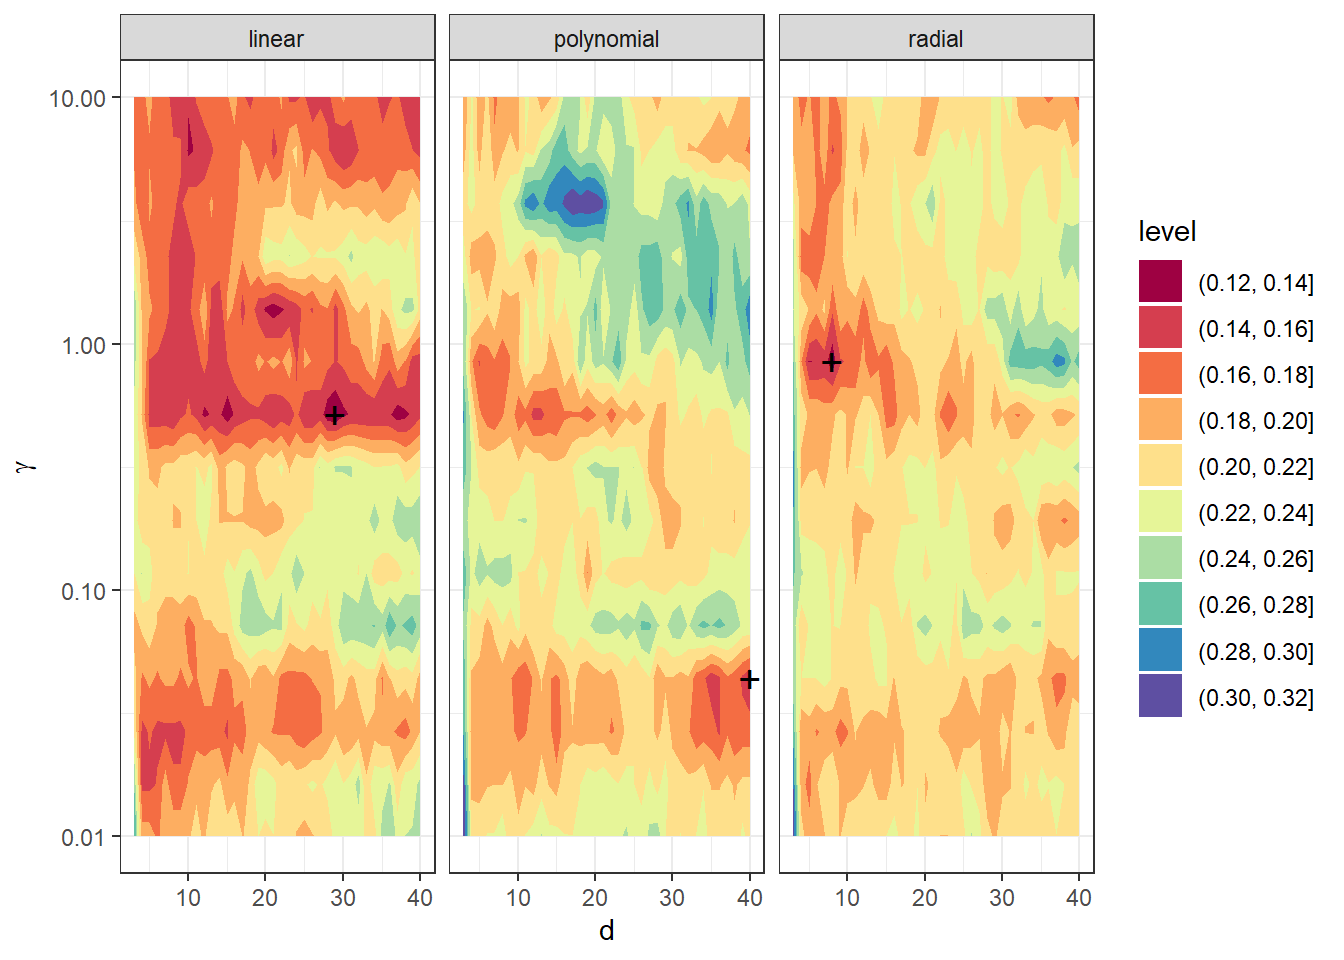 linear
polynomial
radial
10.00
1.00
0.10
0.01
γ
10 20 30 40
10 20 30 40
10 20 30 40
d
level
(0.12, 0.14]
(0.14, 0.16]
(0.16, 0.18]
(0.18, 0.20]
(0.20, 0.22]
(0.22, 0.24]
(0.24, 0.26]
(0.26, 0.28]
(0.28, 0.30]
(0.30, 0.32]